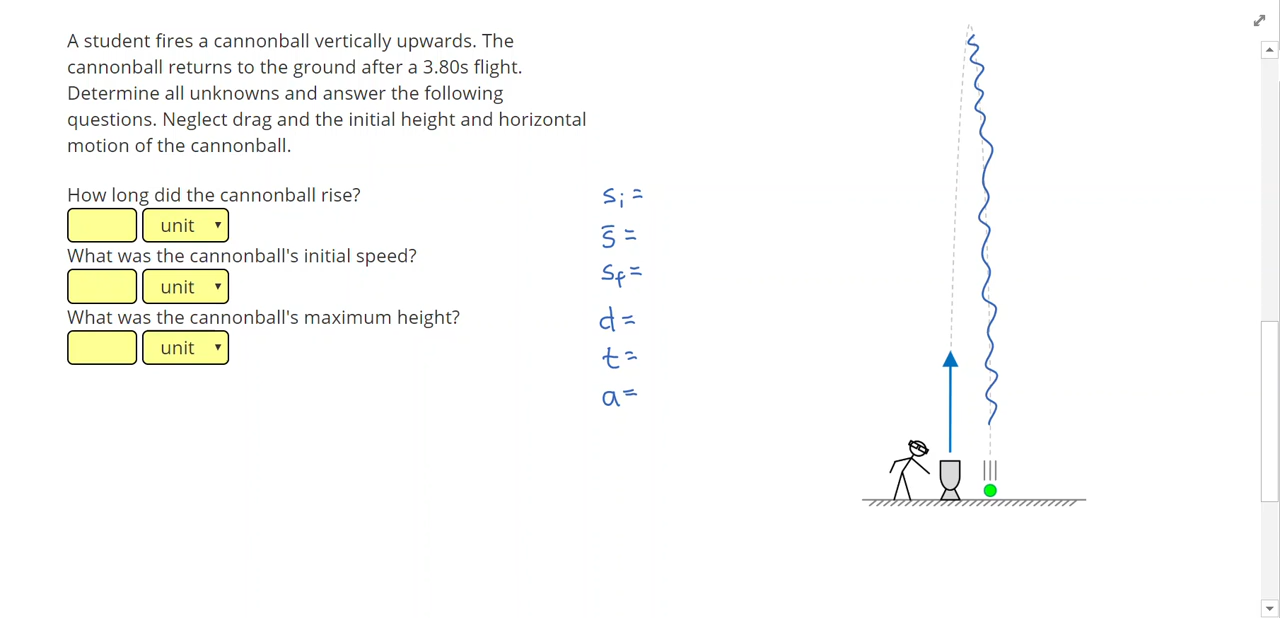 A student fires a cannonball vertically upwards. The
cannonball returns to the ground after a 3.80s flight.
Determine all unknowns and answer the following
questions. Neglect drag and the initial height and horizontal
motion of the cannonball.
How long did the cannonball rise?
unit
What was the cannonball's initial speed?
unit
What was the cannonball's maximum height?
unit
sᵢ =
s̄ =
s_f =
d =
t =
a =